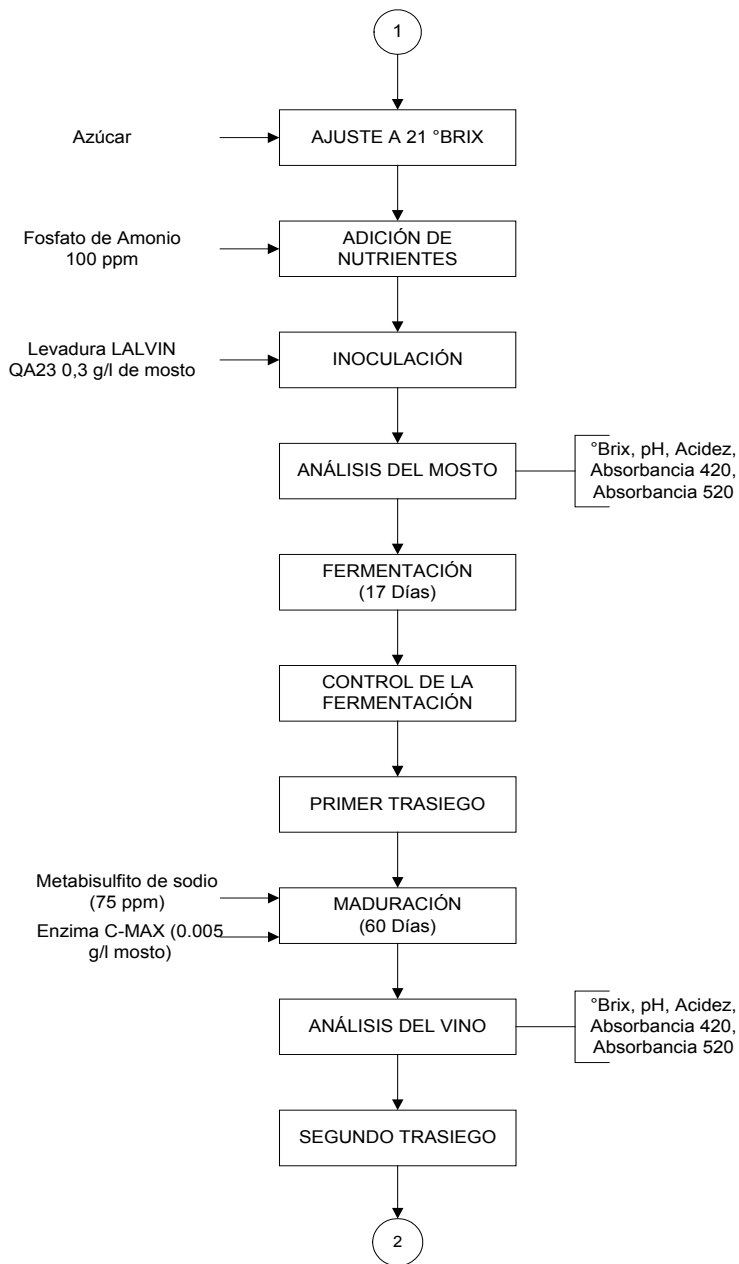 1
Azúcar
AJUSTE A 21 °BRIX
Fosfato de Amonio
100 ppm
ADICIÓN DE
NUTRIENTES
Levadura LALVIN
QA23 0,3 g/l de mosto
INOCULACIÓN
ANÁLISIS DEL MOSTO
°Brix, pH, Acidez,
Absorbancia 420,
Absorbancia 520
FERMENTACIÓN
(17 Días)
CONTROL DE LA
FERMENTACIÓN
PRIMER TRASIEGO
Metabisulfito de sodio
(75 ppm)
Enzima C-MAX (0.005
g/l mosto)
MADURACIÓN
(60 Días)
ANÁLISIS DEL VINO
°Brix, pH, Acidez,
Absorbancia 420,
Absorbancia 520
SEGUNDO TRASIEGO
2